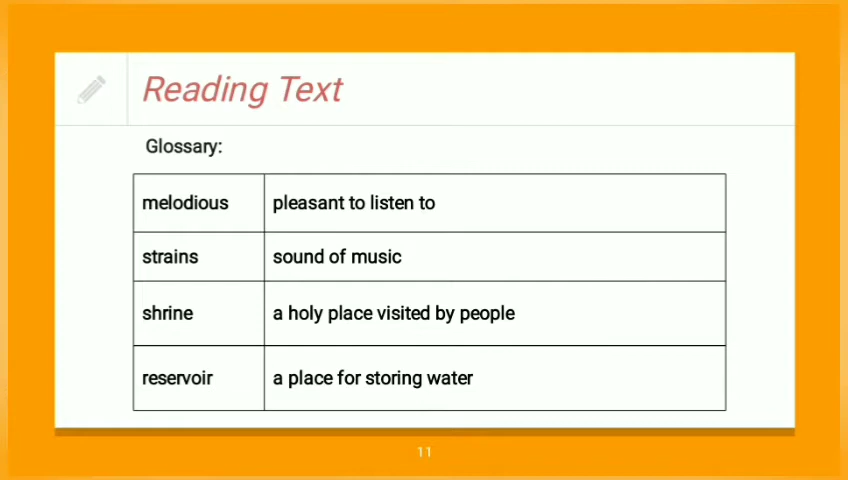 Reading Text
Glossary:
melodious pleasant to listen to
strains sound of music
shrine a holy place visited by people
reservoir a place for storing water
11